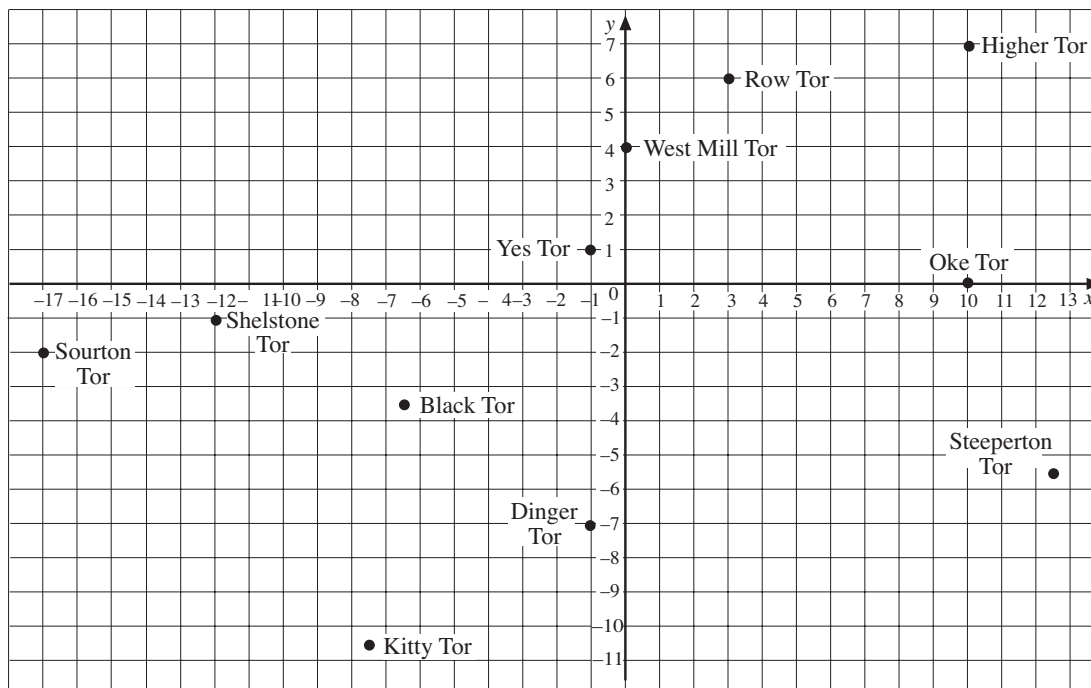 y
7
Higher Tor
6
Row Tor
5
4
West Mill Tor
3
2
Yes Tor
1
Oke Tor
–17 –16 –15 –14 –13 –12 – 11 –10 –9 –8 –7 –6 –5 – 4 –3 –2 –1 0 1 2 3 4 5 6 7 8 9 10 11 12 13 x
–1
Shelstone
Tor
–2
Sourton
Tor
–3
Black Tor
–4
Steeperton
Tor
–5
–6
Dinger
Tor
–7
–8
–9
–10
Kitty Tor
–11